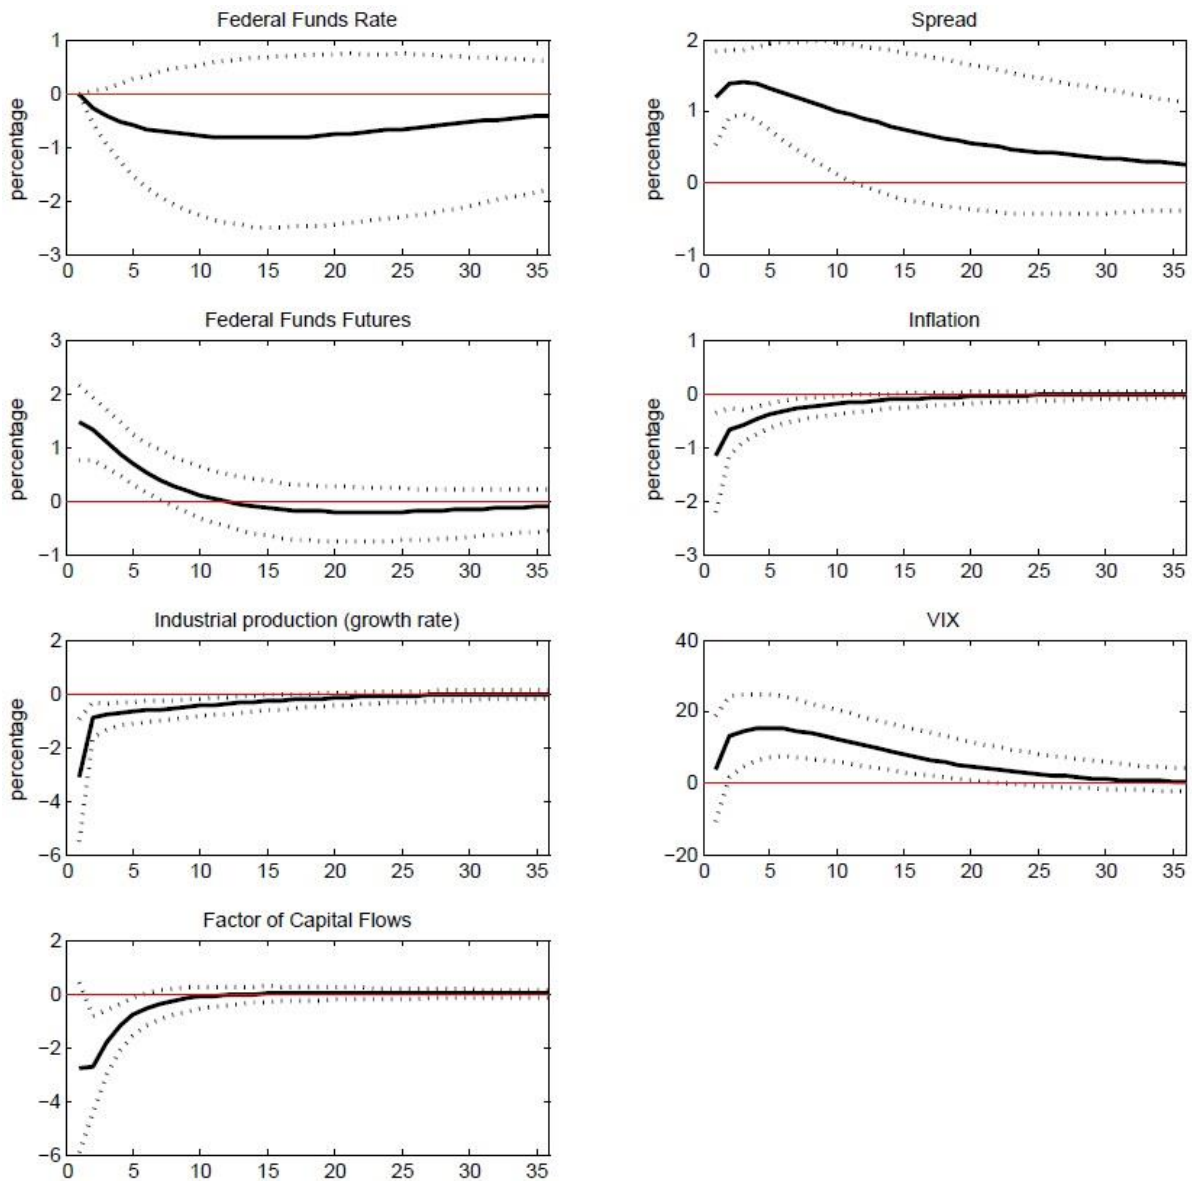 Federal Funds Rate
percentage
1
0
−1
−2
−3
0 5 10 15 20 25 30 35
Spread
percentage
2
1
0
−1
0 5 10 15 20 25 30 35
Federal Funds Futures
percentage
3
2
1
0
−1
0 5 10 15 20 25 30 35
Inflation
percentage
1
0
−1
−2
−3
0 5 10 15 20 25 30 35
Industrial production (growth rate)
percentage
2
0
−2
−4
−6
0 5 10 15 20 25 30 35
VIX
40
20
0
−20
0 5 10 15 20 25 30 35
Factor of Capital Flows
2
0
−2
−4
−6
0 5 10 15 20 25 30 35